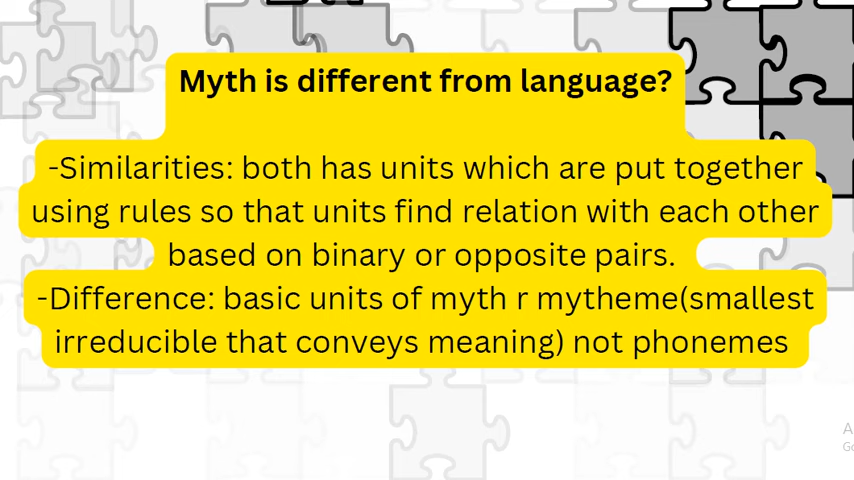 Myth is different from language?
-Similarities: both has units which are put together
using rules so that units find relation with each other
based on binary or opposite pairs.
-Difference: basic units of myth r mytheme(smallest
irreducible that conveys meaning) not phonemes